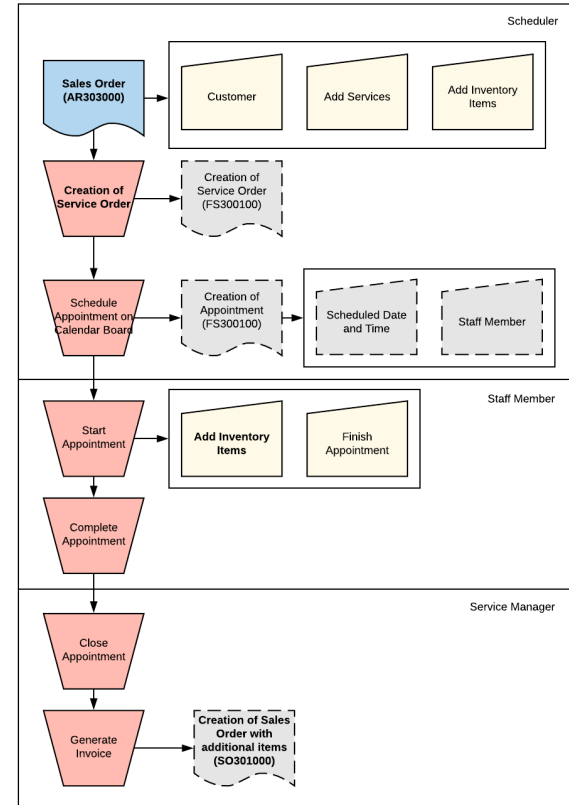 Scheduler
Sales Order
(AR303000)
Customer
Add Services
Add Inventory
Items
Creation of
Service Order
Creation of
Service Order
(FS300100)
Schedule
Appointment on
Calendar Board
Creation of
Appointment
(FS300100)
Scheduled Date
and Time
Staff Member
Staff Member
Start
Appointment
Add Inventory
Items
Finish
Appointment
Complete
Appointment
Service Manager
Close
Appointment
Generate
Invoice
Creation of Sales
Order with
additional items
(SO301000)